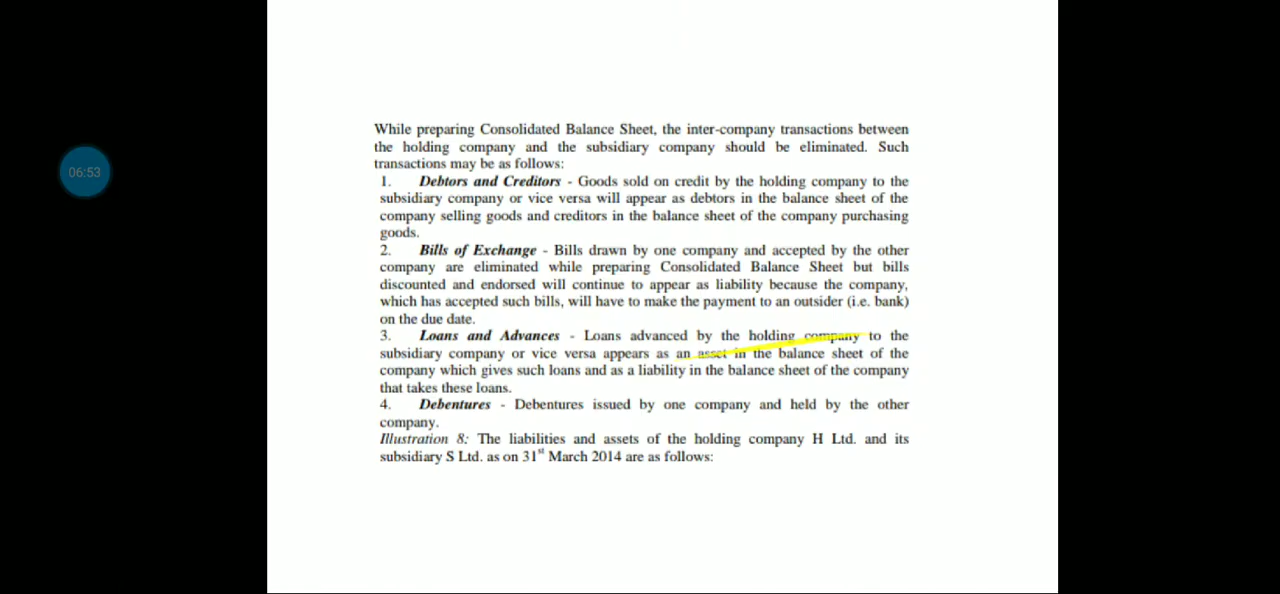 06:53
While preparing Consolidated Balance Sheet, the inter-company transactions between
the holding company and the subsidiary company should be eliminated. Such
transactions may be as follows:
1. Debtors and Creditors - Goods sold on credit by the holding company to the
subsidiary company or vice versa will appear as debtors in the balance sheet of the
company selling goods and creditors in the balance sheet of the company purchasing
goods.
2. Bills of Exchange - Bills drawn by one company and accepted by the other
company are eliminated while preparing Consolidated Balance Sheet but bills
discounted and endorsed will continue to appear as liability because the company,
which has accepted such bills, will have to make the payment to an outsider (i.e. bank)
on the due date.
3. Loans and Advances - Loans advanced by the holding company to the
subsidiary company or vice versa appears as an asset in the balance sheet of the
company which gives such loans and as a liability in the balance sheet of the company
that takes these loans.
4. Debentures - Debentures issued by one company and held by the other
company.
Illustration 8: The liabilities and assets of the holding company H Ltd. and its
subsidiary S Ltd. as on 31st March 2014 are as follows: